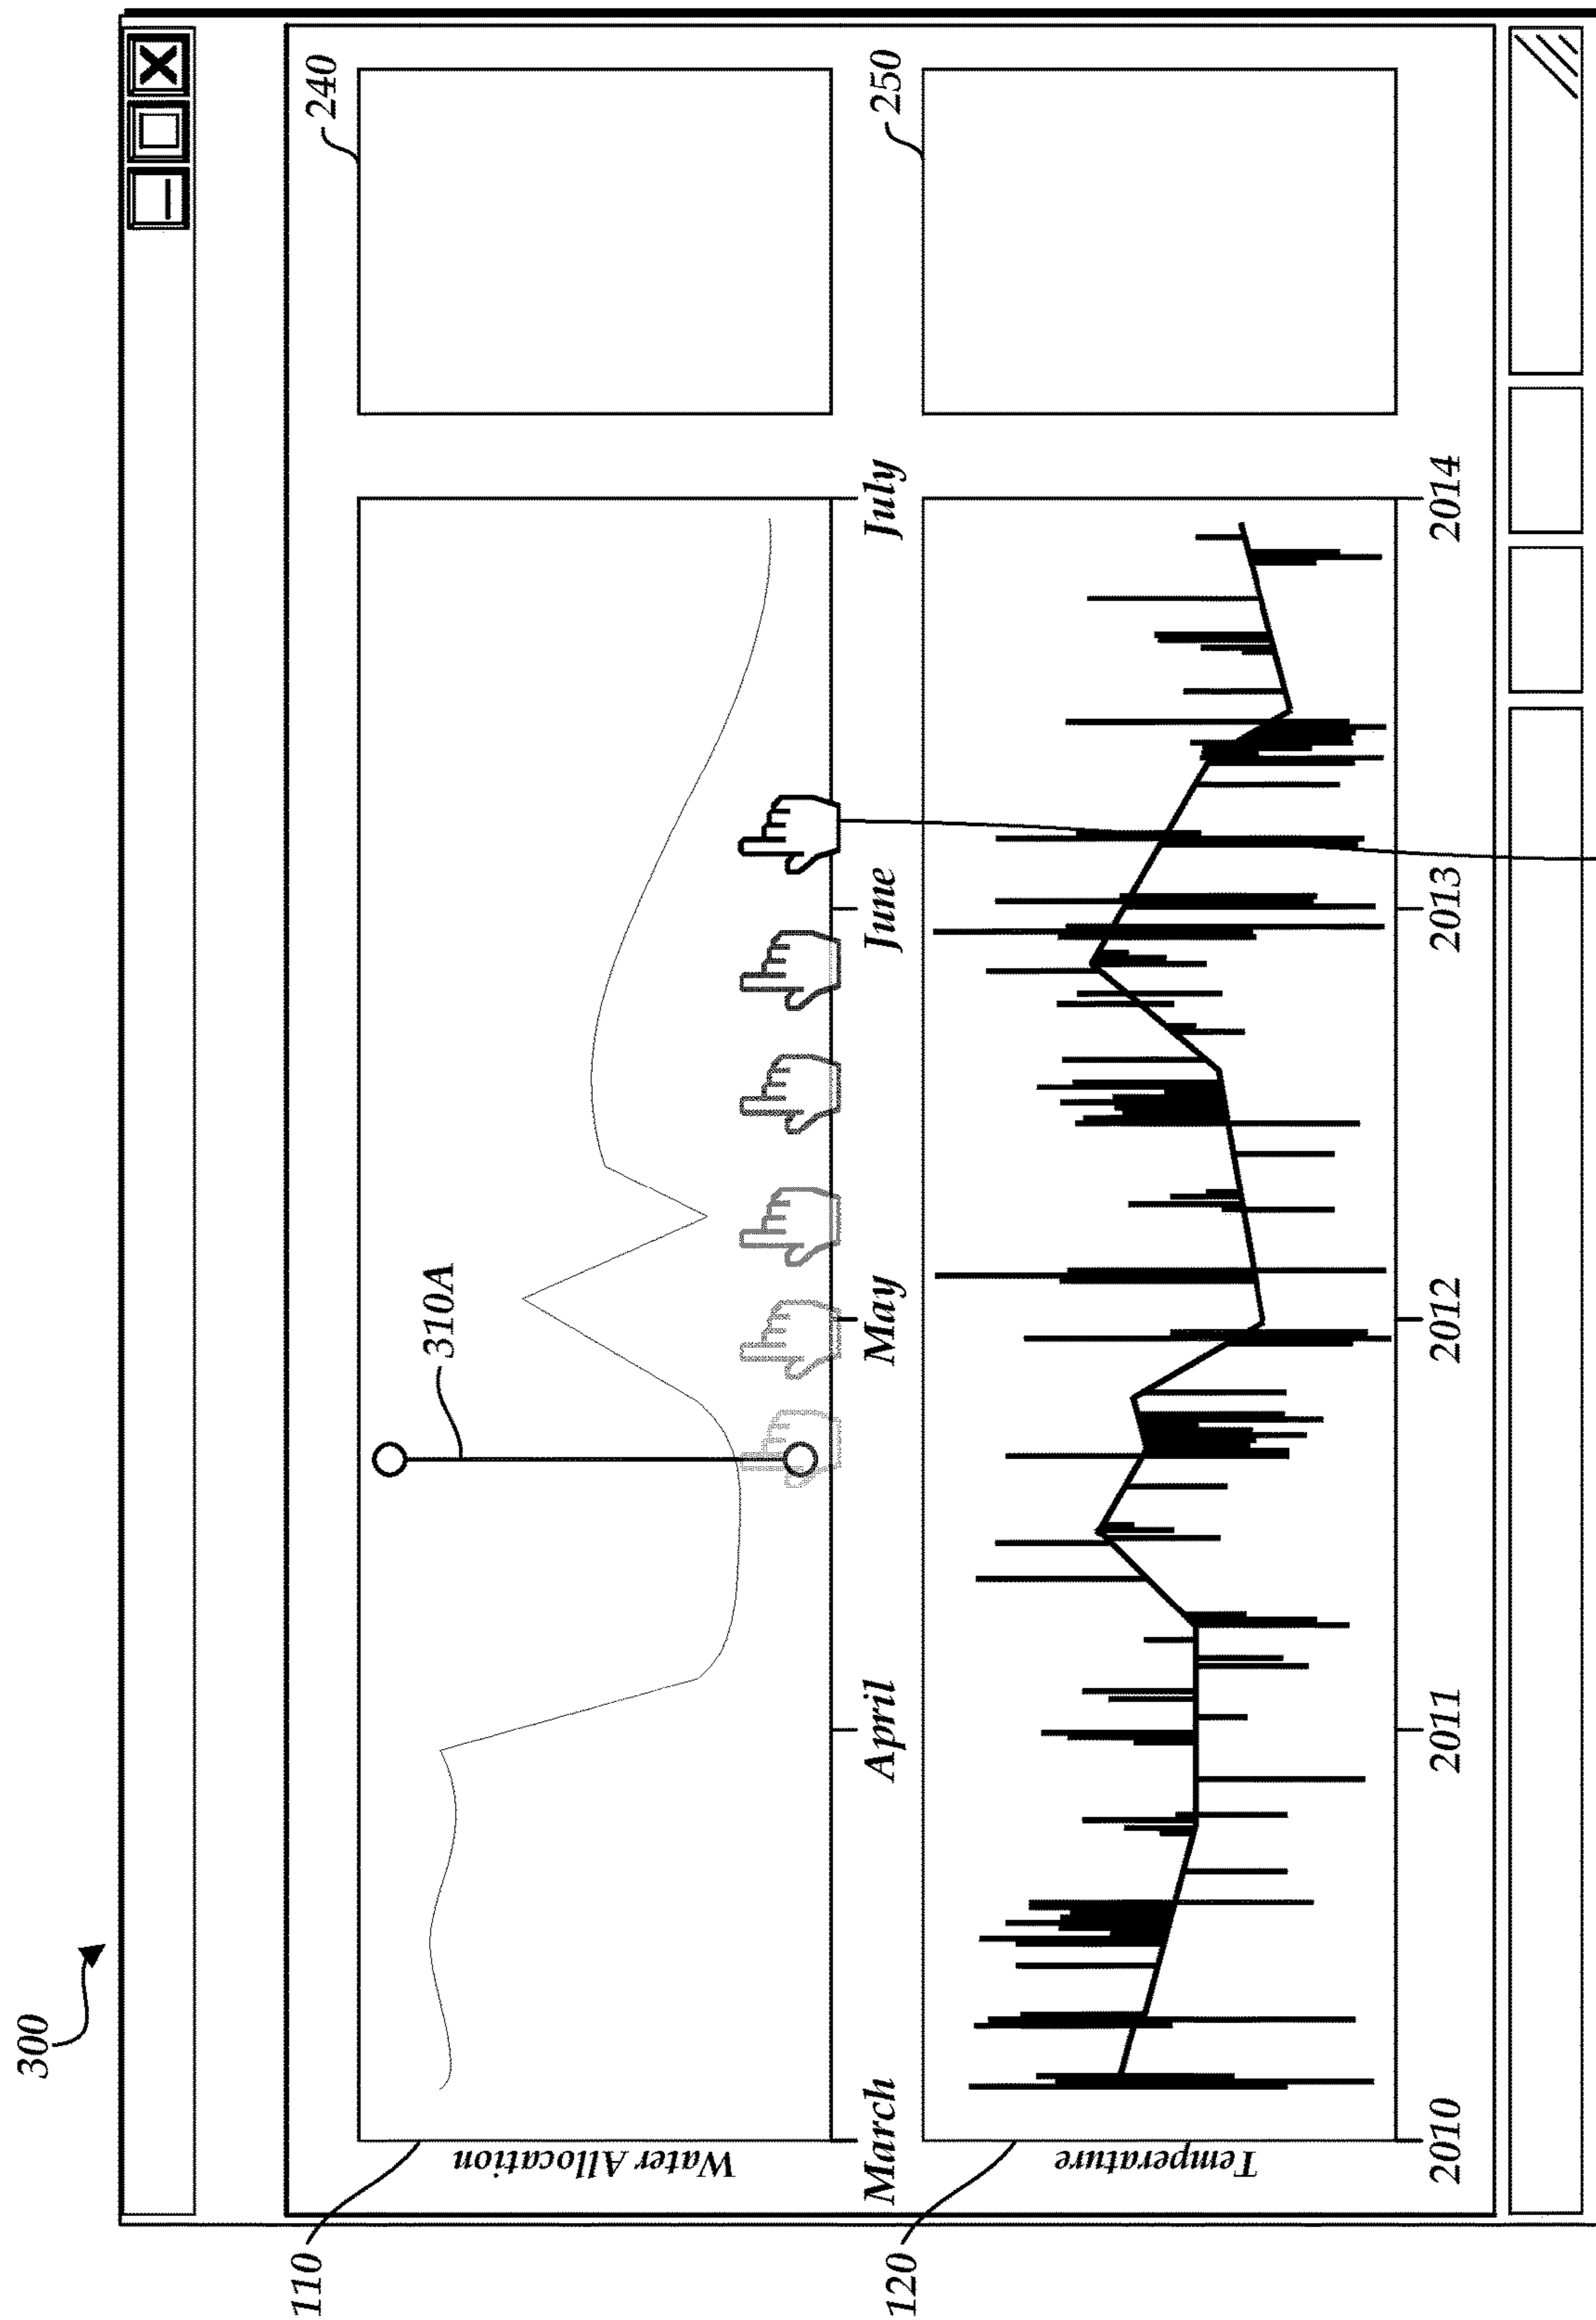 300
240
110
Water Allocation
310A
March
April
May
June
July
250
120
Temperature
2010
2011
2012
2013
2014